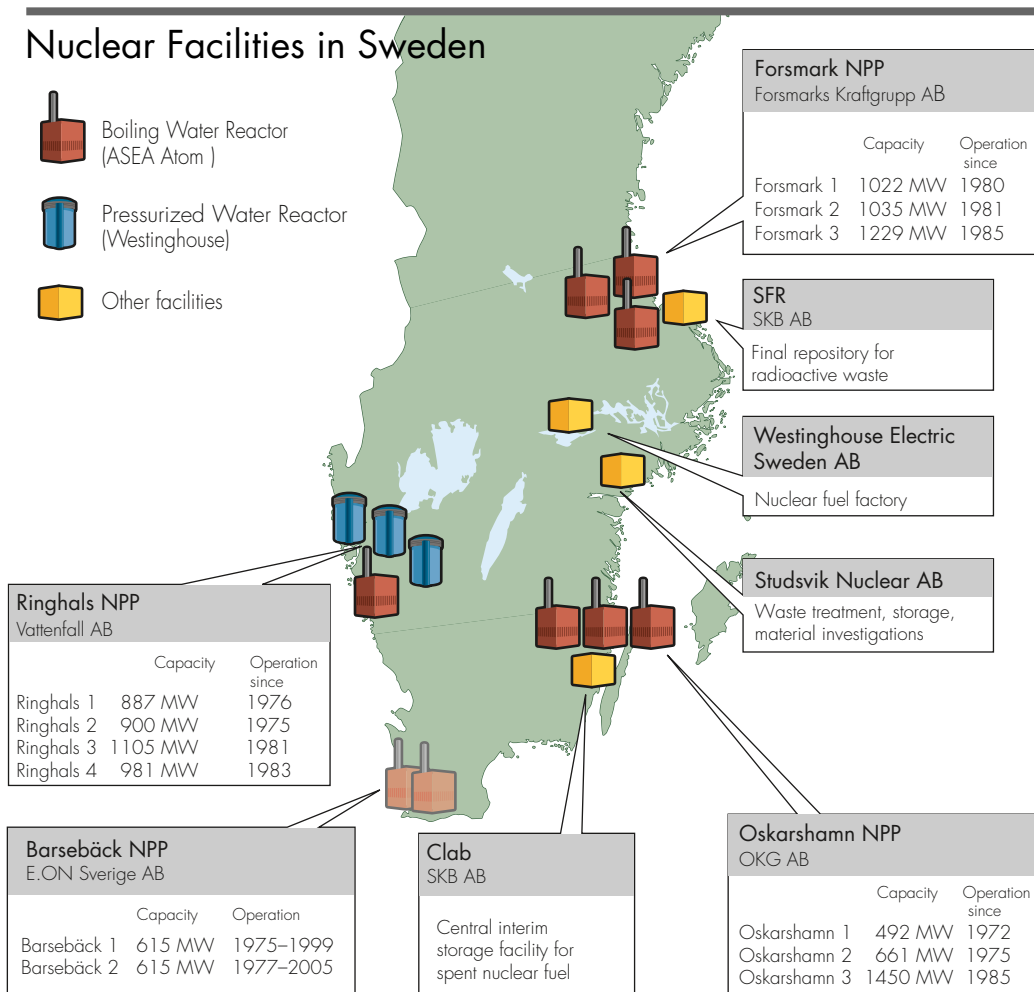 Nuclear Facilities in Sweden
Boiling Water Reactor
(ASEA Atom )
Pressurized Water Reactor
(Westinghouse)
Other facilities
Forsmark NPP
Forsmarks Kraftgrupp AB
Capacity Operation
since
Forsmark 1 1022 MW 1980
Forsmark 2 1035 MW 1981
Forsmark 3 1229 MW 1985
SFR
SKB AB
Final repository for
radioactive waste
Westinghouse Electric
Sweden AB
Nuclear fuel factory
Studsvik Nuclear AB
Waste treatment, storage,
material investigations
Ringhals NPP
Vattenfall AB
Capacity Operation
since
Ringhals 1 887 MW 1976
Ringhals 2 900 MW 1975
Ringhals 3 1105 MW 1981
Ringhals 4 981 MW 1983
Barsebäck NPP
E.ON Sverige AB
Capacity Operation
Barsebäck 1 615 MW 1975–1999
Barsebäck 2 615 MW 1977–2005
Clab
SKB AB
Central interim
storage facility for
spent nuclear fuel
Oskarshamn NPP
OKG AB
Capacity Operation
since
Oskarshamn 1 492 MW 1972
Oskarshamn 2 661 MW 1975
Oskarshamn 3 1450 MW 1985